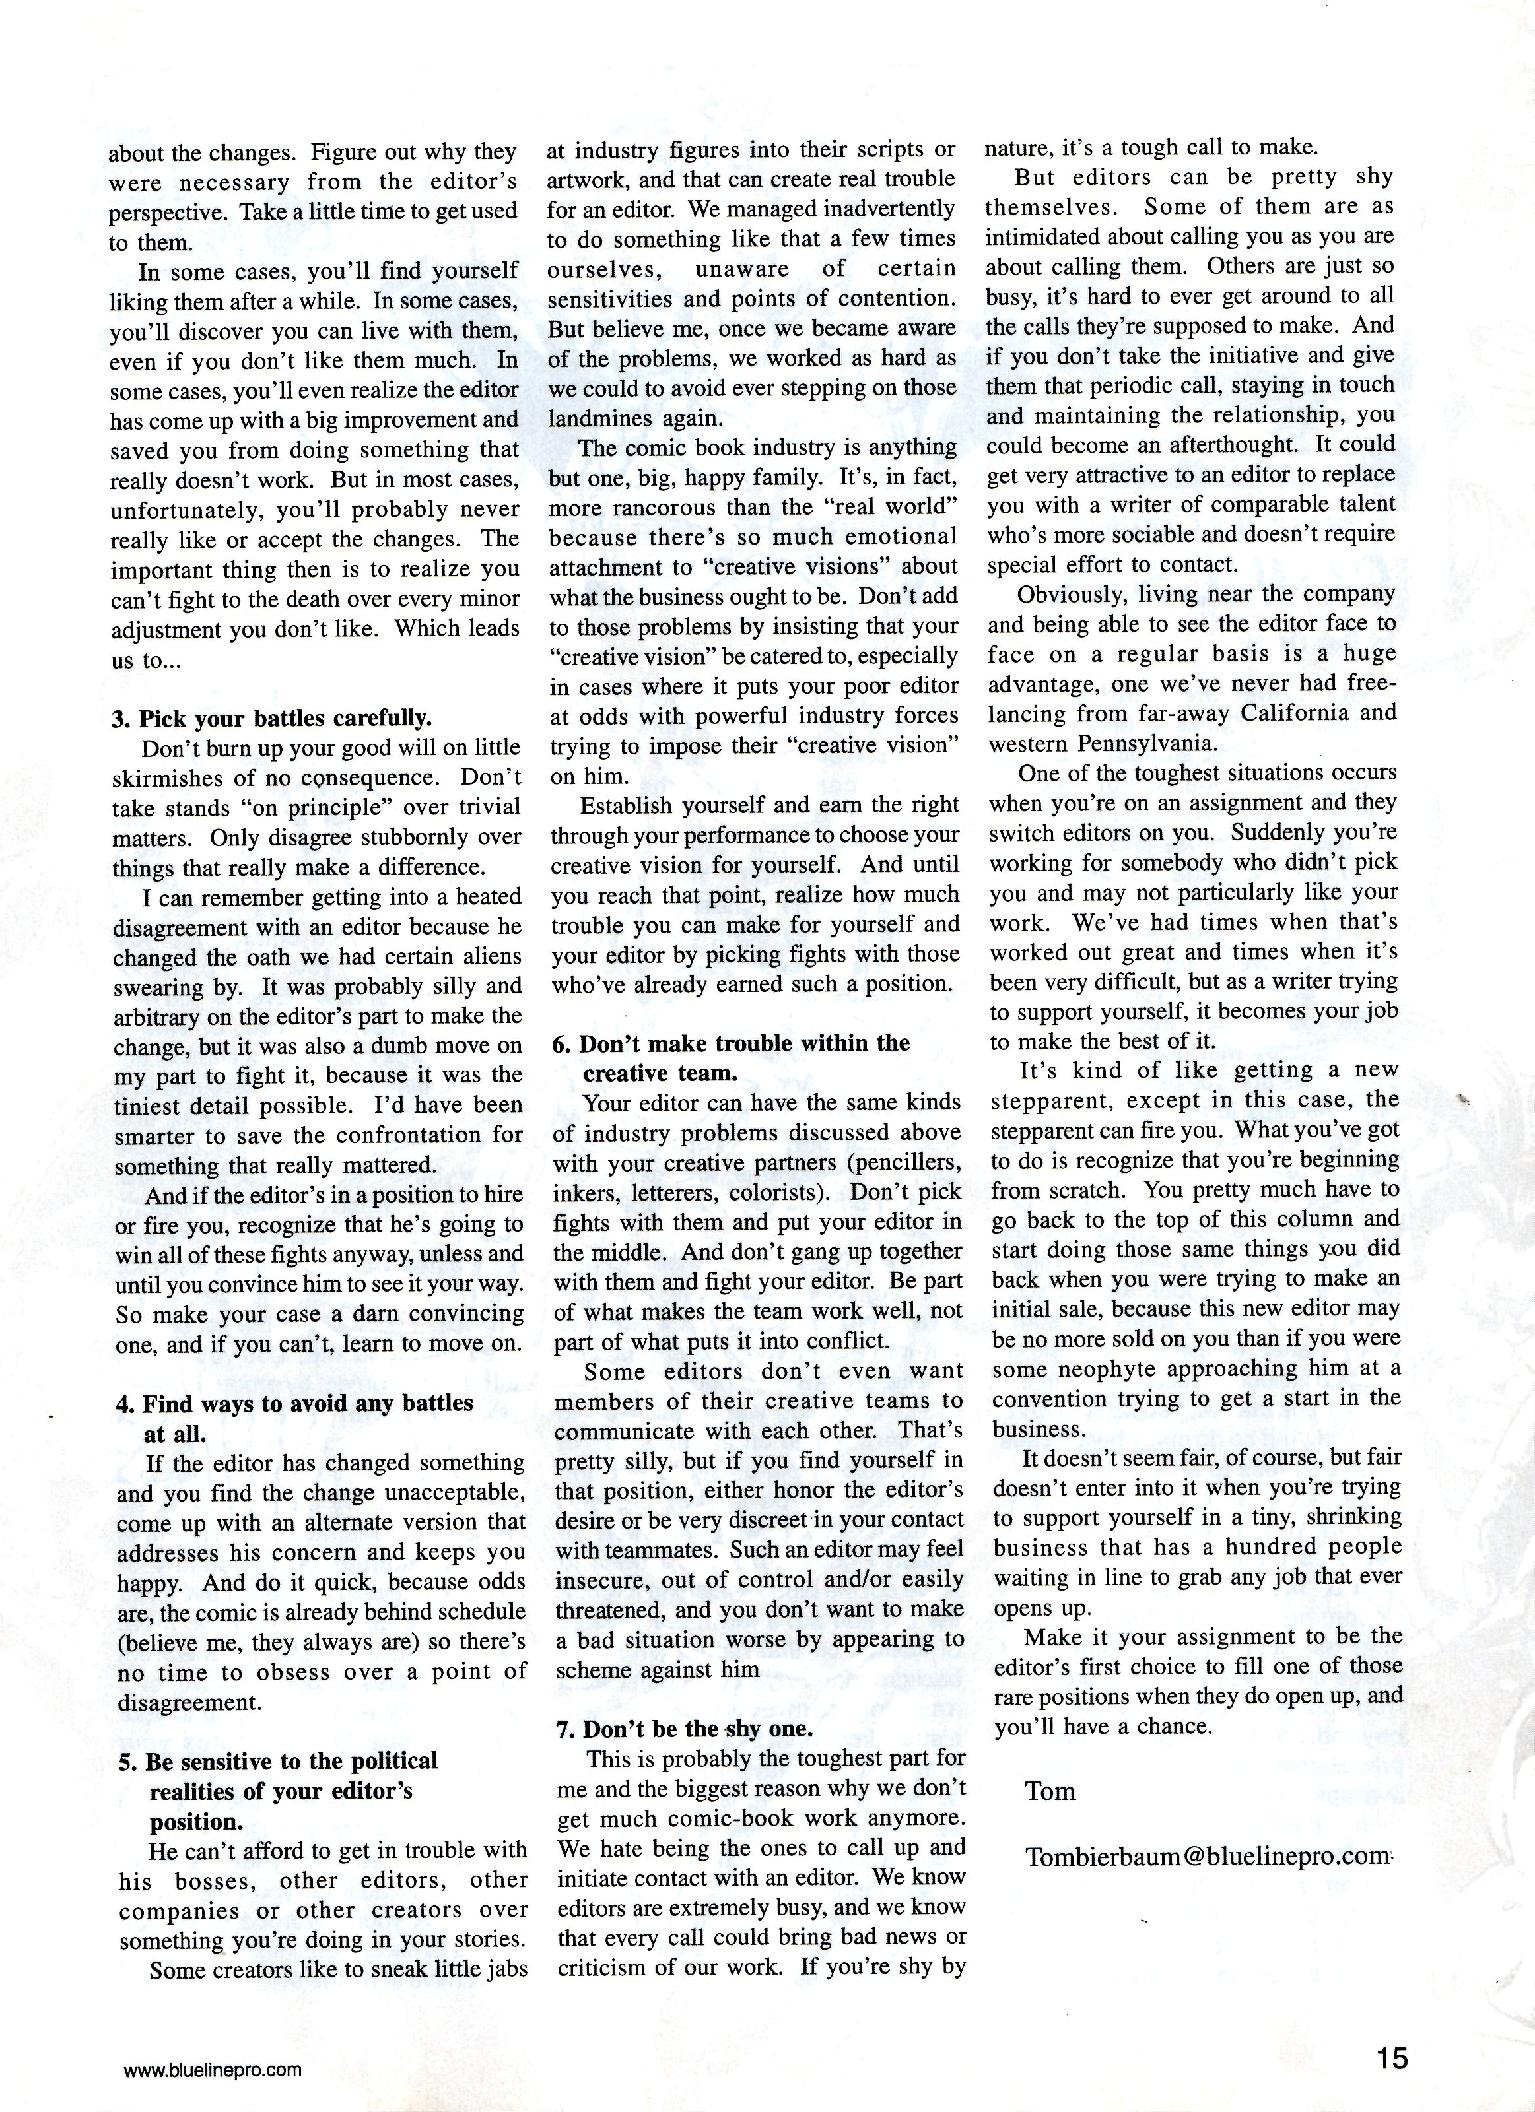 about the changes. Figure out why they
were necessary from the editor's
perspective. Take a little time to get used
to them.
In some cases, you'll find yourself
liking them after a while. In some cases,
you'll discover you can live with them,
even if you don't like them much. In
some cases, you'll even realize the editor
has come up with a big improvement and
saved you from doing something that
really doesn't work. But in most cases,
unfortunately, you'll probably never
really like or accept the changes. The
important thing then is to realize you
can't fight to the death over every minor
adjustment you don't like. Which leads
us to...
3. Pick your battles carefully.
Don't burn up your good will on little
skirmishes of no consequence. Don't
take stands "on principle" over trivial
matters. Only disagree stubbornly over
things that really make a difference.
I can remember getting into a heated
disagreement with an editor because he
changed the oath we had certain aliens
swearing by. It was probably silly and
arbitrary on the editor's part to make the
change, but it was also a dumb move on
my part to fight it, because it was the
tiniest detail possible. I'd have been
smarter to save the confrontation for
something that really mattered.
And if the editor's in a position to hire
or fire you, recognize that he's going to
win all of these fights anyway, unless and
until you convince him to see it your way.
So make your case a darn convincing
one, and if you can't, learn to move on.
4. Find ways to avoid any battles
at all.
If the editor has changed something
and you find the change unacceptable,
come up with an alternate version that
addresses his concern and keeps you
happy. And do it quick, because odds
are, the comic is already behind schedule
(believe me, they always are) so there's
no time to obsess over a point of
disagreement.
5. Be sensitive to the political
realities of your editor's
position.
He can't afford to get in trouble with
his bosses, other editors, other
companies or other creators over
something you're doing in your stories.
Some creators like to sneak little jabs
at industry figures into their scripts or
artwork, and that can create real trouble
for an editor. We managed inadvertently
to do something like that a few times
ourselves, unaware of certain
sensitivities and points of contention.
But believe me, once we became aware
of the problems, we worked as hard as
we could to avoid ever stepping on those
landmines again.
The comic book industry is anything
but one, big, happy family. It's, in fact,
more rancorous than the "real world"
because there's so much emotional
attachment to "creative visions" about
what the business ought to be. Don't add
to those problems by insisting that your
"creative vision" be catered to, especially
in cases where it puts your poor editor
at odds with powerful industry forces
trying to impose their "creative vision"
on him.
Establish yourself and earn the right
through your performance to choose your
creative vision for yourself. And until
you reach that point, realize how much
trouble you can make for yourself and
your editor by picking fights with those
who've already earned such a position.
6. Don't make trouble within the
creative team.
Your editor can have the same kinds
of industry problems discussed above
with your creative partners (pencillers,
inkers, letterers, colorists). Don't pick
fights with them and put your editor in
the middle. And don't gang up together
with them and fight your editor. Be part
of what makes the team work well, not
part of what puts it into conflict.
Some editors don't even want
members of their creative teams to
communicate with each other. That's
pretty silly, but if you find yourself in
that position, either honor the editor's
desire or be very discreet in your contact
with teammates. Such an editor may feel
insecure, out of control and/or easily
threatened, and you don't want to make
a bad situation worse by appearing to
scheme against him
7. Don't be the shy one.
This is probably the toughest part for
me and the biggest reason why we don't
get much comic-book work anymore.
We hate being the ones to call up and
initiate contact with an editor. We know
editors are extremely busy, and we know
that every call could bring bad news or
criticism of our work. If you're shy by
nature, it's a tough call to make.
But editors can be pretty shy
themselves. Some of them are as
intimidated about calling you as you are
about calling them. Others are just so
busy, it's hard to ever get around to all
the calls they're supposed to make. And
if you don't take the initiative and give
them that periodic call, staying in touch
and maintaining the relationship, you
could become an afterthought. It could
get very attractive to an editor to replace
you with a writer of comparable talent
who's more sociable and doesn't require
special effort to contact.
Obviously, living near the company
and being able to see the editor face to
face on a regular basis is a huge
advantage, one we've never had free-
lancing from far-away California and
western Pennsylvania.
One of the toughest situations occurs
when you're on an assignment and they
switch editors on you. Suddenly you're
working for somebody who didn't pick
you and may not particularly like your
work. We've had times when that's
worked out great and times when it's
been very difficult, but as a writer trying
to support yourself, it becomes your job
to make the best of it.
It's kind of like getting a new
stepparent, except in this case, the
stepparent can fire you. What you've got
to do is recognize that you're beginning
from scratch. You pretty much have to
go back to the top of this column and
start doing those same things you did
back when you were trying to make an
initial sale, because this new editor may
be no more sold on you than if you were
some neophyte approaching him at a
convention trying to get a start in the
business.
It doesn't seem fair, of course, but fair
doesn't enter into it when you're trying
to support yourself in a tiny, shrinking
business that has a hundred people
waiting in line to grab any job that ever
opens up.
Make it your assignment to be the
editor's first choice to fill one of those
rare positions when they do open up, and
you'll have a chance.
Tom
Tombierbaum@bluelinepro.com
www.bluelinepro.com
15